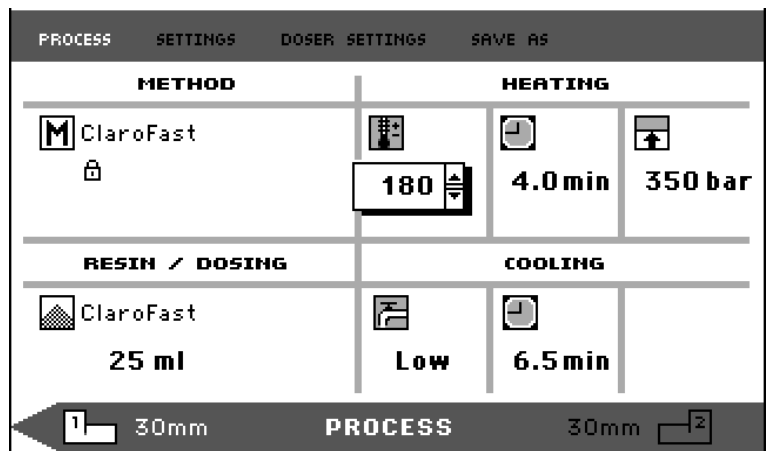 PROCESS SETTINGS DOSER SETTINGS SAVE AS
METHOD HEATING
M ClaroFast
180 4.0 min 350 bar
RESIN / DOSING COOLING
ClaroFast
25 ml Low 6.5 min
1 30mm PROCESS 30mm 2